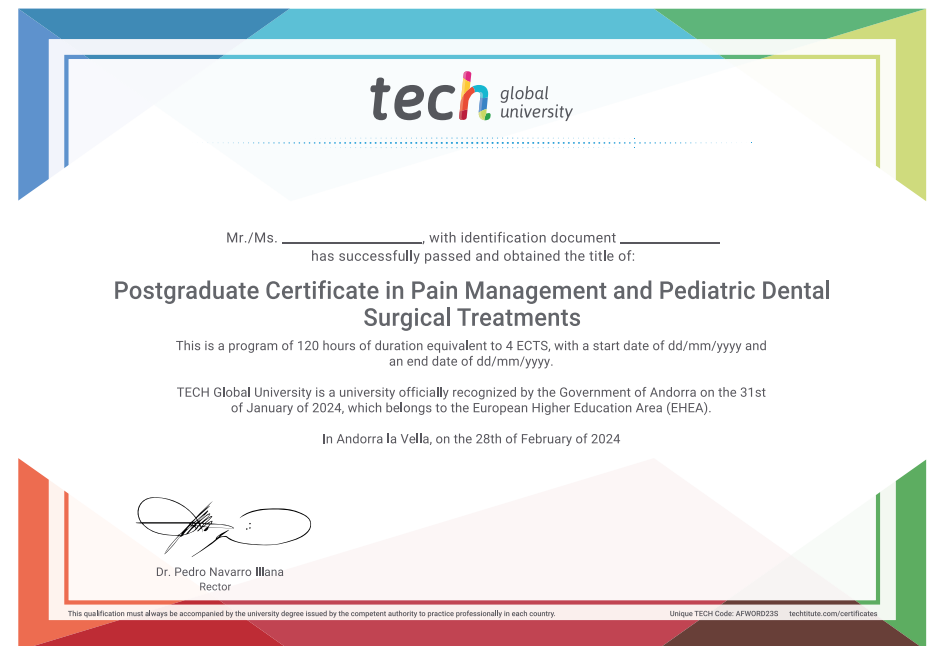 tech global university
Mr./Ms. ____________________, with identification document ______________
has successfully passed and obtained the title of:
Postgraduate Certificate in Pain Management and Pediatric Dental
Surgical Treatments
This is a program of 120 hours of duration equivalent to 4 ECTS, with a start date of dd/mm/yyyy and
an end date of dd/mm/yyyy.
TECH Global University is a university officially recognized by the Government of Andorra on the 31st
of January of 2024, which belongs to the European Higher Education Area (EHEA).
In Andorra la Vella, on the 28th of February of 2024
Dr. Pedro Navarro Illana
Rector
This qualification must always be accompanied by the university degree issued by the competent authority to practice professionally in each country. Unique TECH Code: AFWORD23S techtitute.com/certificates